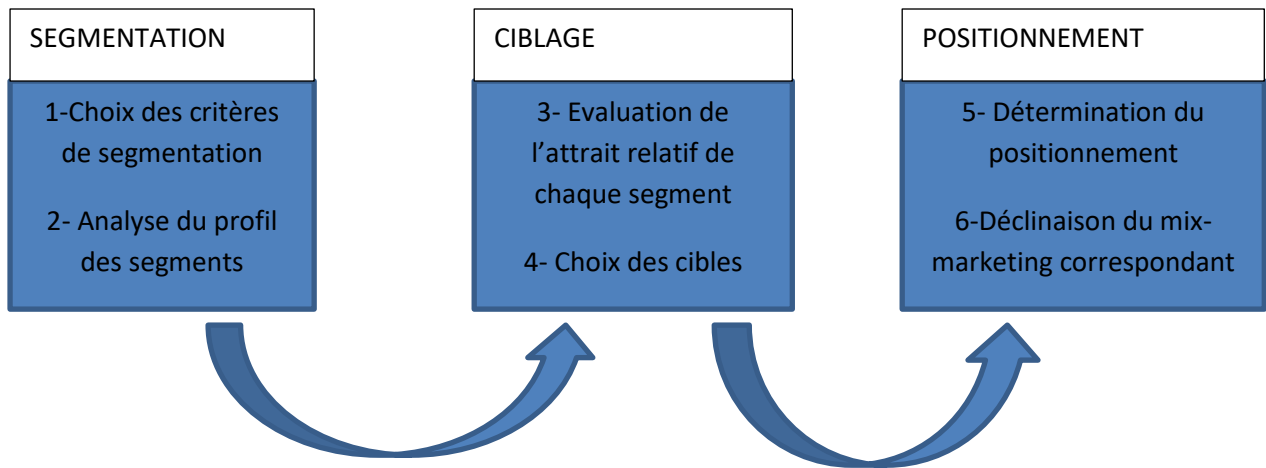 SEGMENTATION
1-Choix des critères
de segmentation
2- Analyse du profil
des segments
CIBLAGE
3- Evaluation de
l’attrait relatif de
chaque segment
4- Choix des cibles
POSITIONNEMENT
5- Détermination du
positionnement
6-Déclinaison du mix-
marketing correspondant